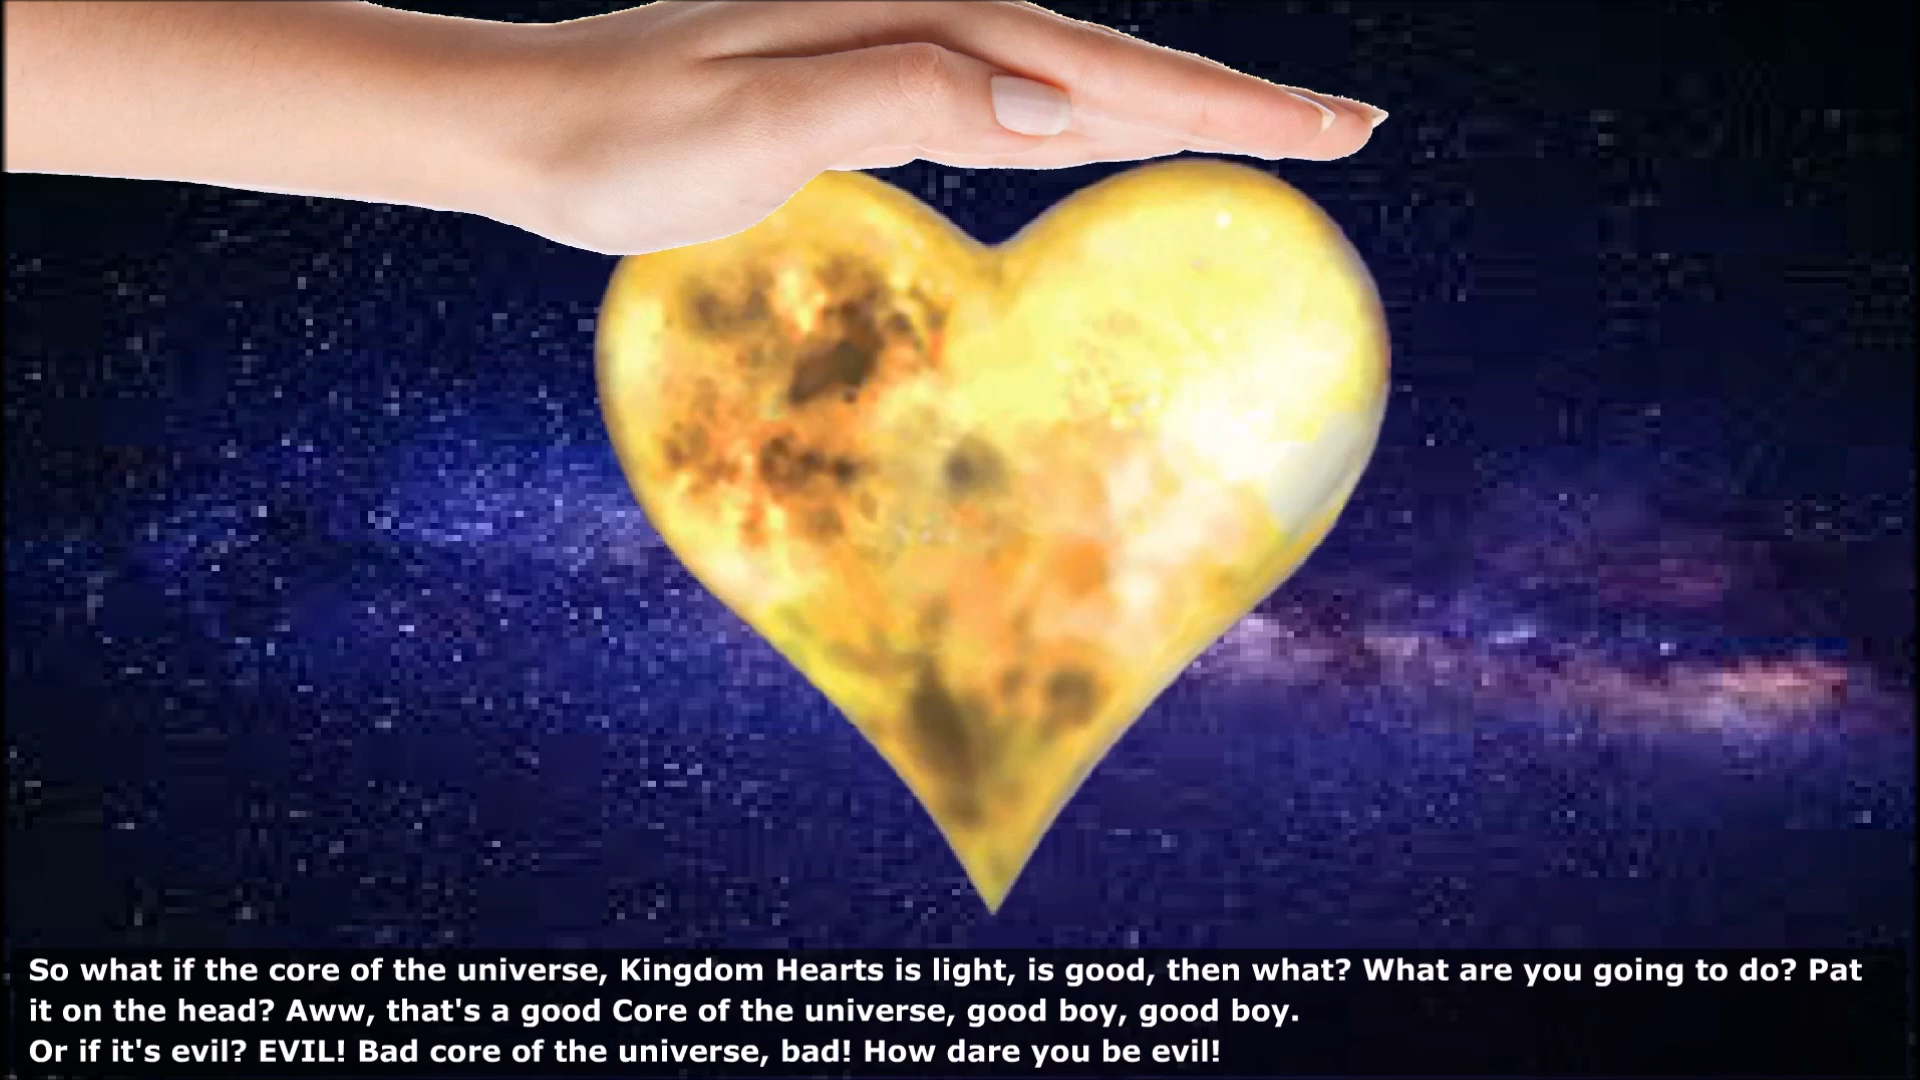 So what if the core of the universe, Kingdom Hearts is light, is good, then what? What are you going to do? Pat
it on the head? Aww, that's a good Core of the universe, good boy, good boy.
Or if it's evil? EVIL! Bad core of the universe, bad! How dare you be evil!